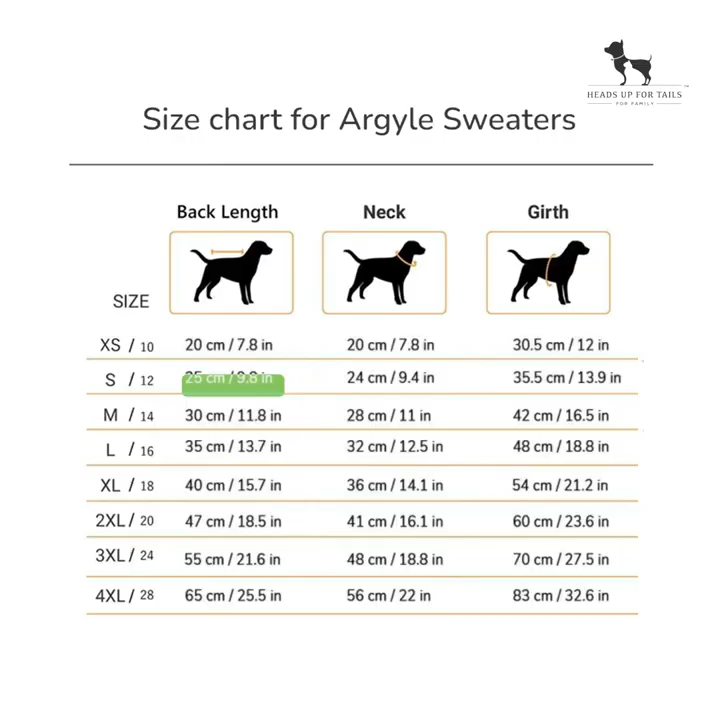 HEADS UP FOR TAILS
FOR FAMILY
Size chart for Argyle Sweaters
Back Length Neck Girth
SIZE
XS / 10 20 cm / 7.8 in 20 cm / 7.8 in 30.5 cm / 12 in
S / 12 25 cm / 9.8 in 24 cm / 9.4 in 35.5 cm / 13.9 in
M / 14 30 cm / 11.8 in 28 cm / 11 in 42 cm / 16.5 in
L / 16 35 cm / 13.7 in 32 cm / 12.5 in 48 cm / 18.8 in
XL / 18 40 cm / 15.7 in 36 cm / 14.1 in 54 cm / 21.2 in
2XL / 20 47 cm / 18.5 in 41 cm / 16.1 in 60 cm / 23.6 in
3XL / 24 55 cm / 21.6 in 48 cm / 18.8 in 70 cm / 27.5 in
4XL / 28 65 cm / 25.5 in 56 cm / 22 in 83 cm / 32.6 in